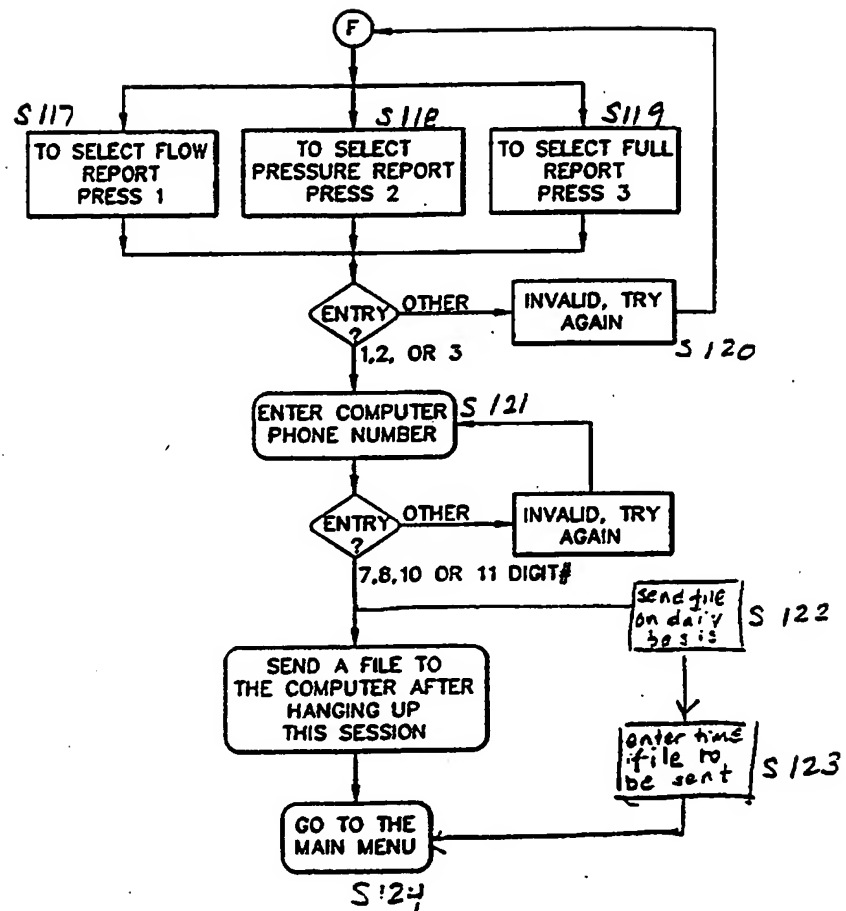 F
S117
S118
S119
TO SELECT FLOW
REPORT
PRESS 1
TO SELECT
PRESSURE REPORT
PRESS 2
TO SELECT FULL
REPORT
PRESS 3
ENTRY
?
OTHER
INVALID, TRY
AGAIN
S120
1,2, OR 3
ENTER COMPUTER
PHONE NUMBER
S 121
ENTRY
?
OTHER
INVALID, TRY
AGAIN
7,8,10 OR 11 DIGIT#
send file
on daily
basis
S 122
SEND A FILE TO
THE COMPUTER AFTER
HANGING UP
THIS SESSION
enter time
file to
be sent
S 123
GO TO THE
MAIN MENU
S124